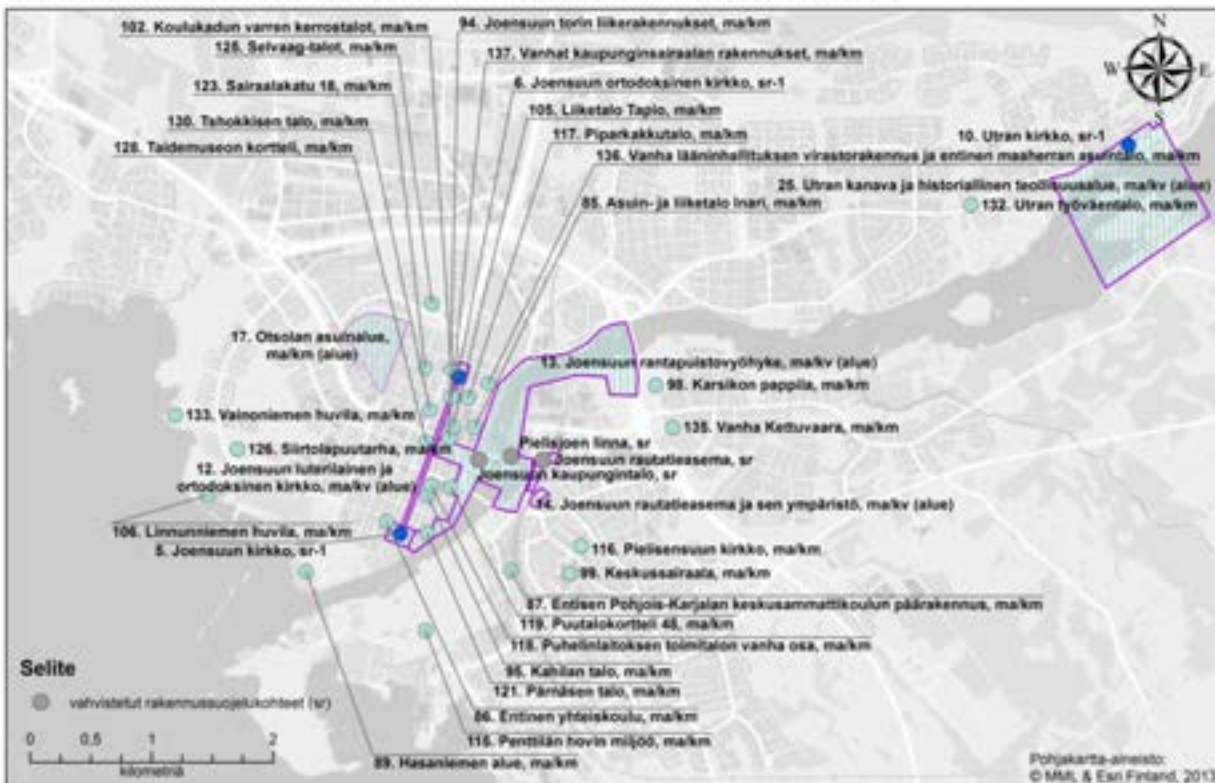 102. Koulukadun varren kerrostalot, ma/km
125. Selvaag-talot, ma/km
123. Sairaalakatu 18, ma/km
130. Tshokkisen talo, ma/km
128. Taidemuseon kortteli, ma/km
94. Joensuun torin liikerakennukset, ma/km
137. Vanhat kaupunginsairaalan rakennukset, ma/km
6. Joensuun ortodoksinen kirkko, sr-1
105. Liiketalo Tapio, ma/km
117. Piparkakkutalo, ma/km
136. Vanha lääninhallituksen virastorakennus ja entinen maaherran asuintalo, ma/km
85. Asuin- ja liiketalo Inari, ma/km
N
W
E
S
10. Utran kirkko, sr-1
25. Utran kanava ja historiallinen teollisuusalue, ma/kv (alue)
132. Utran työväentalo, ma/km
17. Otsolan asuinalue,
ma/km (alue)
13. Joensuun rantapuistovyöhyke, ma/kv (alue)
98. Karsikon pappila, ma/km
133. Vainoniemen huvila, ma/km
135. Vanha Kettuvaara, ma/km
126. Siirtolapuutarha, ma/km
Pielisjoen linna, sr
Joensuun rautatieasema, sr
Joensuun kaupungintalo, sr
12. Joensuun luterilainen ja
ortodoksinen kirkko, ma/kv (alue)
14. Joensuun rautatieasema ja sen ympäristö, ma/kv (alue)
106. Linnunniemen huvila, ma/km
5. Joensuun kirkko, sr-1
116. Pielisensuun kirkko, ma/km
99. Keskussairaala, ma/km
87. Entisen Pohjois-Karjalan keskusammattikoulun päärakennus, ma/km
119. Puutalokortteli 48, ma/km
118. Puhelinlaitoksen toimitalon vanha osa, ma/km
95. Kahilan talo, ma/km
121. Pärnäsen talo, ma/km
86. Entinen yhteiskoulu, ma/km
115. Penttilän hovin miljöö, ma/km
89. Hasanniemen alue, ma/km
Selite
vahvistetut rakennussuojelukohteet (sr)
0 0,5 1 2
kilometriä
Pohjakartta-aineisto:
© MML & Esri Finland, 201